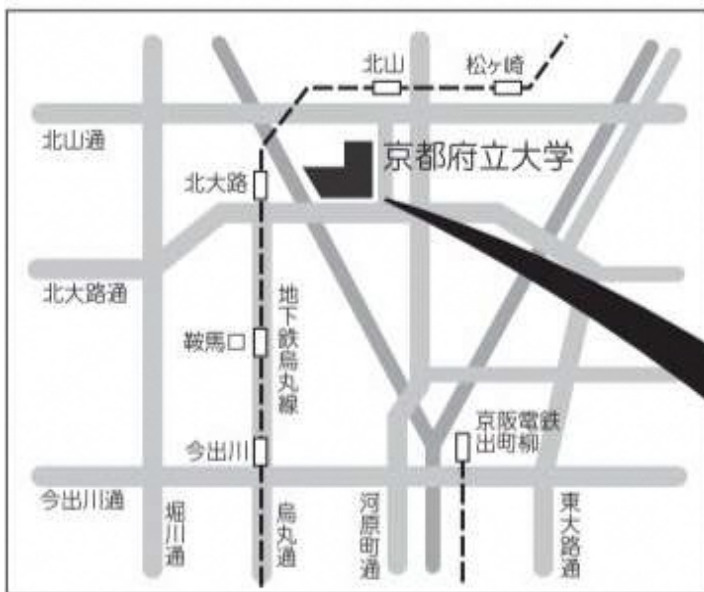 北山
松ヶ崎
北山通
京都府立大学
北大路
北大路通
地下鉄烏丸線
鞍馬口
今出川
京阪電鉄
出町柳
今出川通
堀川通
烏丸通
河原町通
東大路通